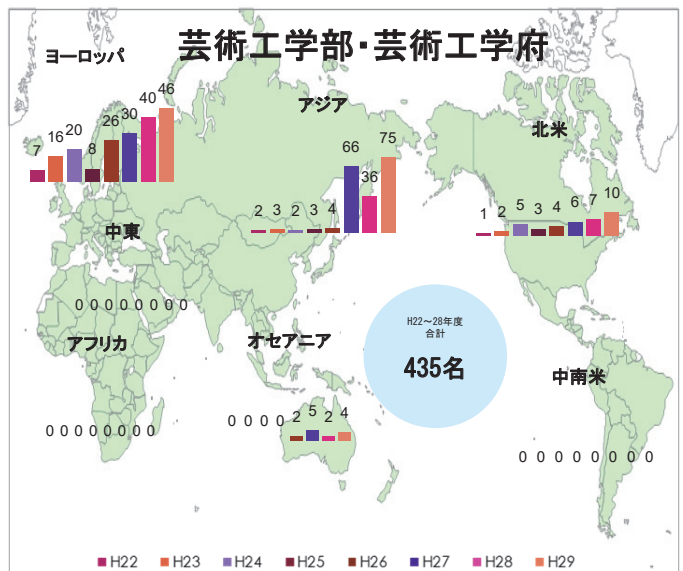 芸術工学部・芸術工学府
ヨーロッパ
7 16 20 8 26 30 40 46
アジア
2 3 2 3 4 66 36 75
北米
1 2 5 3 4 6 7 10
中東
0 0 0 0 0 0 0 0
アフリカ
0 0 0 0 0 0 0 0
オセアニア
0 0 0 0 2 5 2 4
H22～28年度
合計
435名
中南米
0 0 0 0 0 0 0 0
H22 H23 H24 H25 H26 H27 H28 H29